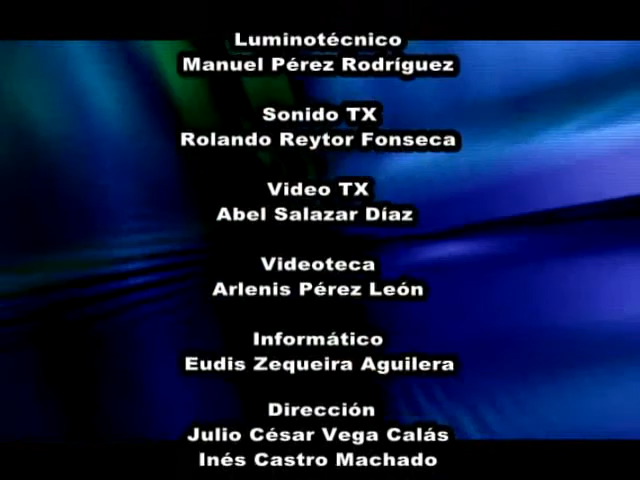 Luminotécnico
Manuel Pérez Rodríguez
Sonido TX
Rolando Reytor Fonseca
Video TX
Abel Salazar Díaz
Videoteca
Arlenis Pérez León
Informático
Eudis Zequeira Aguilera
Dirección
Julio César Vega Calás
Inés Castro Machado